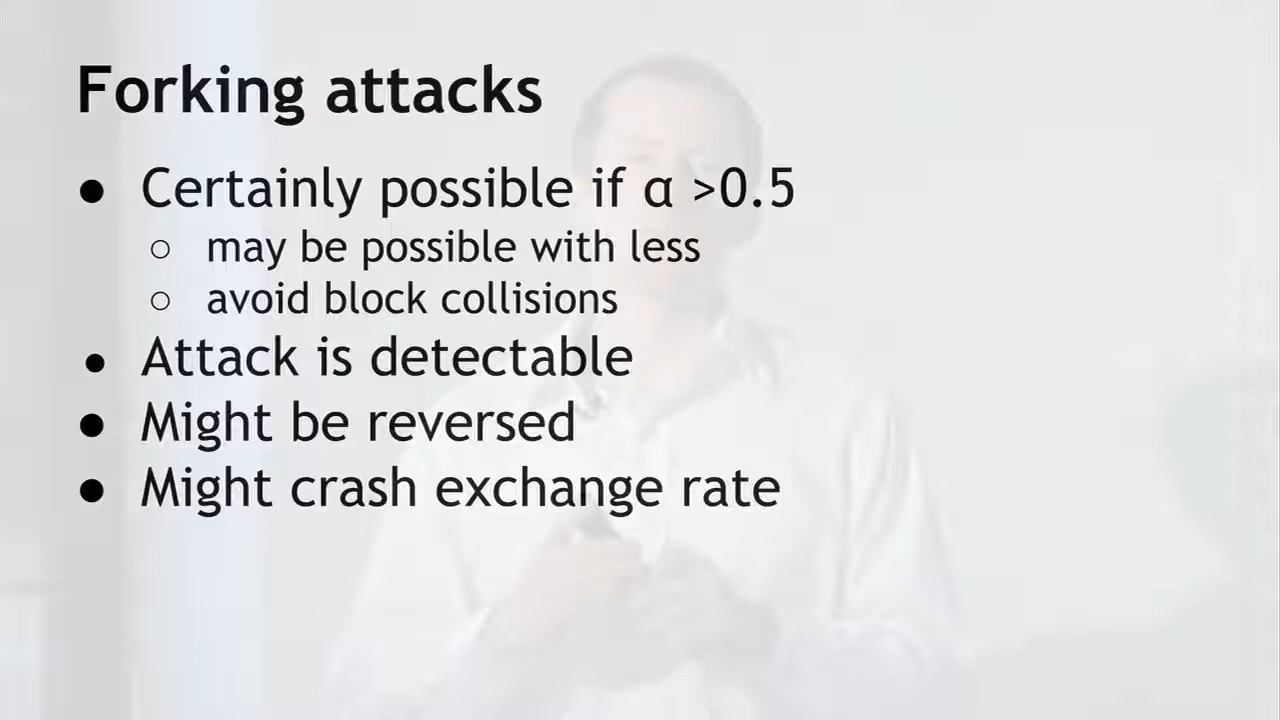 Forking attacks
● Certainly possible if α >0.5
○ may be possible with less
○ avoid block collisions
● Attack is detectable
● Might be reversed
● Might crash exchange rate